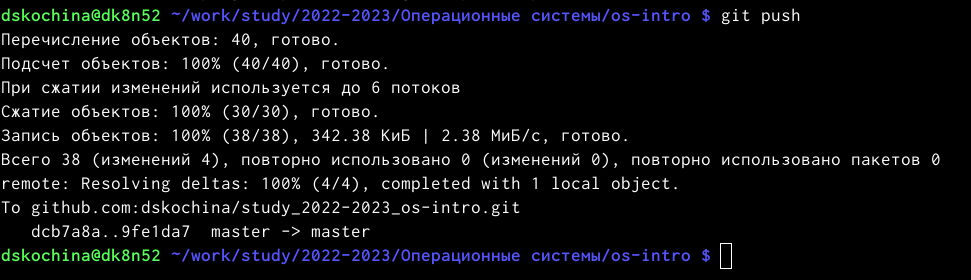 dskochina@dk8n52 ~/work/study/2022-2023/Операционные системы/os-intro $ git push
Перечисление объектов: 40, готово.
Подсчет объектов: 100% (40/40), готово.
При сжатии изменений используется до 6 потоков
Сжатие объектов: 100% (30/30), готово.
Запись объектов: 100% (38/38), 342.38 КиБ | 2.38 МиБ/с, готово.
Всего 38 (изменений 4), повторно использовано 0 (изменений 0), повторно использовано пакетов 0
remote: Resolving deltas: 100% (4/4), completed with 1 local object.
To github.com:dskochina/study_2022-2023_os-intro.git
   dcb7a8a..9fe1da7  master -> master
dskochina@dk8n52 ~/work/study/2022-2023/Операционные системы/os-intro $